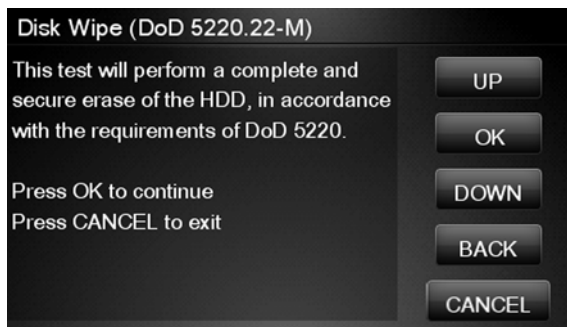 Disk Wipe (DoD 5220.22-M)
This test will perform a complete and
secure erase of the HDD, in accordance
with the requirements of DoD 5220.
Press OK to continue
Press CANCEL to exit
UP
OK
DOWN
BACK
CANCEL